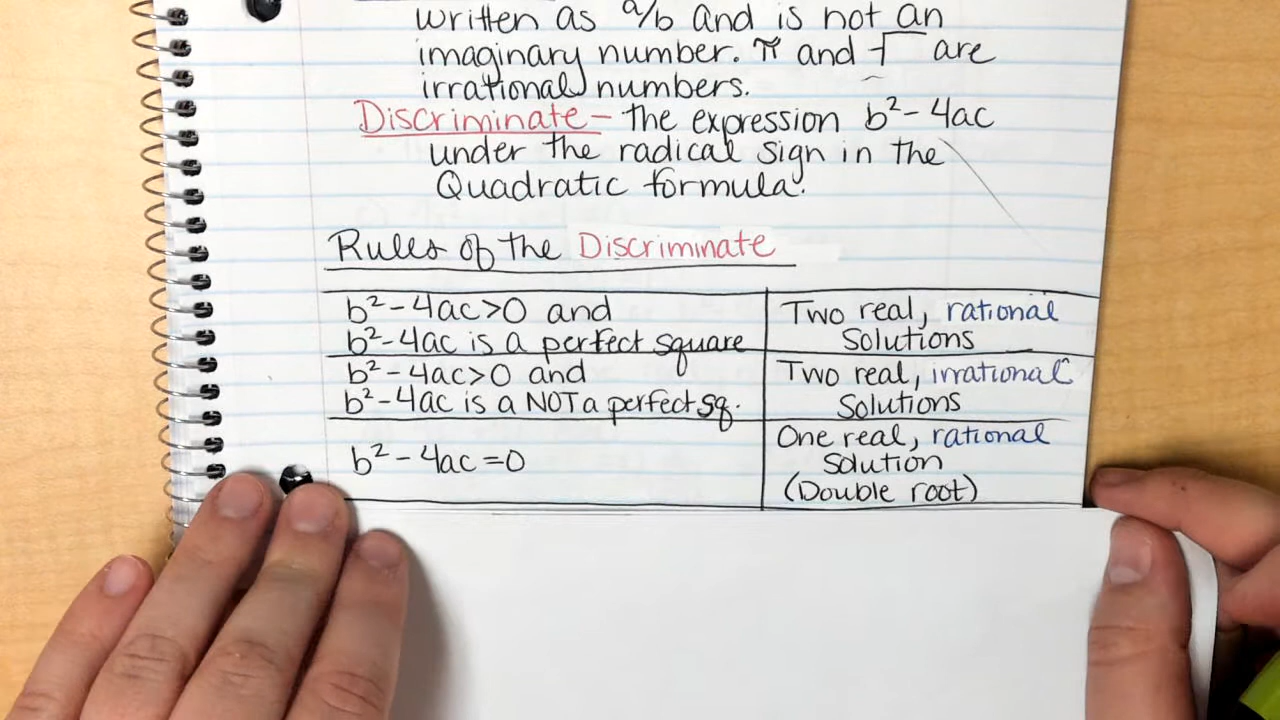 written as a/b and is not an
imaginary number. π and √ are
irrational numbers.
Discriminate- the expression b²-4ac
under the radical sign in the
Quadratic formula.
Rules of the Discriminate
b²-4ac>0 and
b²-4ac is a perfect square
Two real, rational
Solutions
b²-4ac>0 and
b²-4ac is a NOT a perfect sq.
Two real, irrational
Solutions
b²-4ac=0
One real, rational
Solution
(Double root)